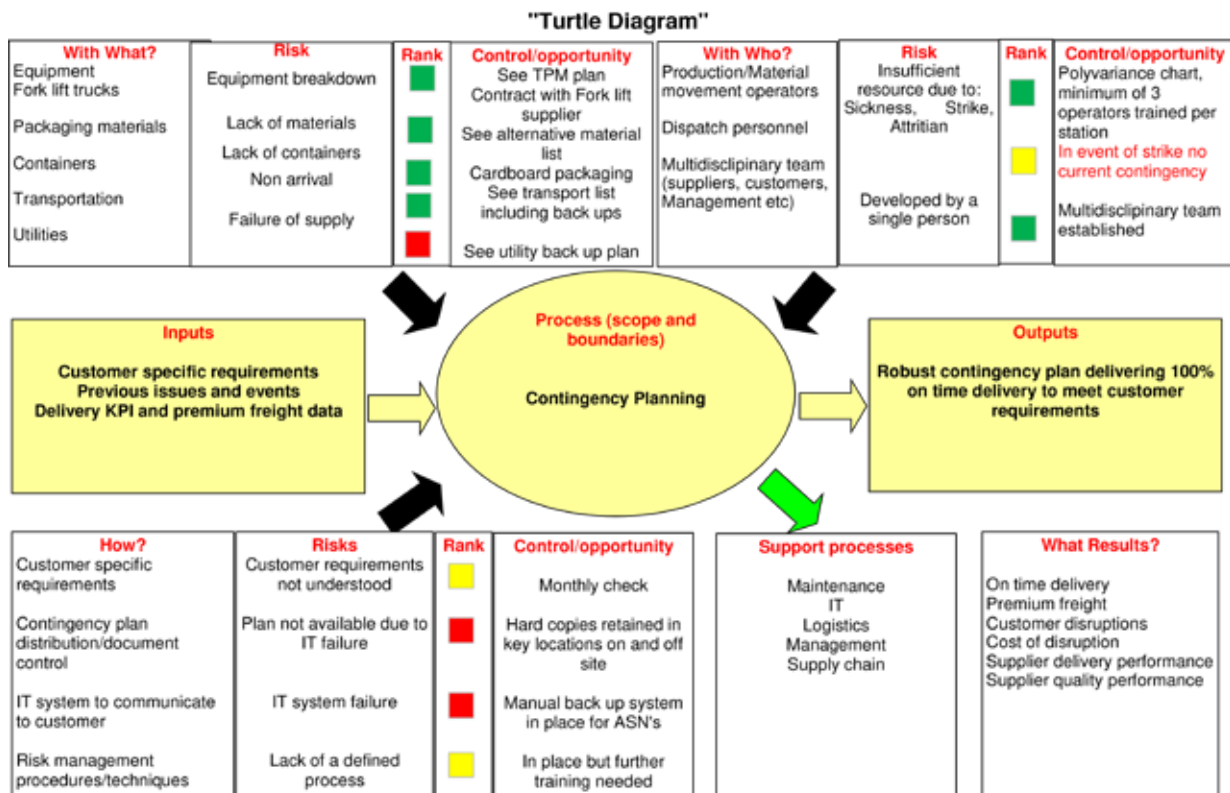 "Turtle Diagram"
With What?
Equipment
Fork lift trucks
Packaging materials
Containers
Transportation
Utilities
Risk
Equipment breakdown
Lack of materials
Lack of containers
Non arrival
Failure of supply
Rank
Control/opportunity
See TPM plan
Contract with Fork lift
supplier
See alternative material
list
Cardboard packaging
See transport list
including back ups
See utility back up plan
With Who?
Production/Material
movement operators
Dispatch personnel
Multidisclipinary team
(suppliers, customers,
Management etc)
Risk
Insufficient
resource due to:
Sickness, Strike,
Attritian
Developed by a
single person
Rank
Control/opportunity
Polyvariance chart,
minimum of 3
operators trained per
station
In event of strike no
current contingency
Multidisclipinary team
established
Inputs
Customer specific requirements
Previous issues and events
Delivery KPI and premium freight data
Process (scope and
boundaries)
Contingency Planning
Outputs
Robust contingency plan delivering 100%
on time delivery to meet customer
requirements
How?
Customer specific
requirements
Contingency plan
distribution/document
control
IT system to communicate
to customer
Risk management
procedures/techniques
Risks
Customer requirements
not understood
Plan not available due to
IT failure
IT system failure
Lack of a defined
process
Rank
Control/opportunity
Monthly check
Hard copies retained in
key locations on and off
site
Manual back up system
in place for ASN's
In place but further
training needed
Support processes
Maintenance
IT
Logistics
Management
Supply chain
What Results?
On time delivery
Premium freight
Customer disruptions
Cost of disruption
Supplier delivery performance
Supplier quality performance